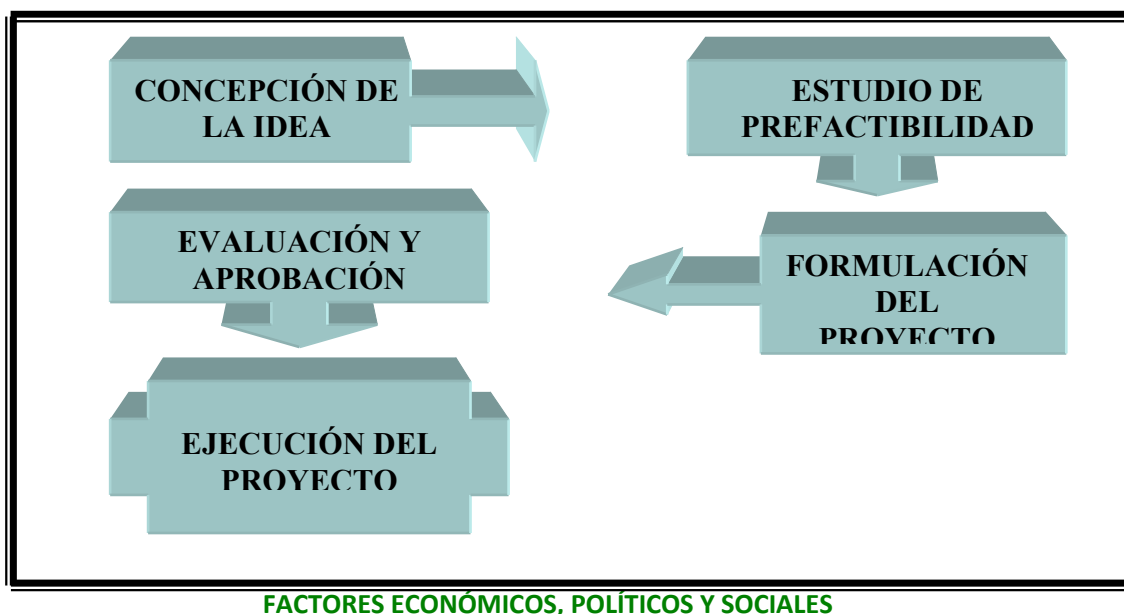 CONCEPCIÓN DE
LA IDEA
ESTUDIO DE
PREFACTIBILIDAD
FORMULACIÓN
DEL
PROYECTO
EVALUACIÓN Y
APROBACIÓN
EJECUCIÓN DEL
PROYECTO
FACTORES ECONÓMICOS, POLÍTICOS Y SOCIALES